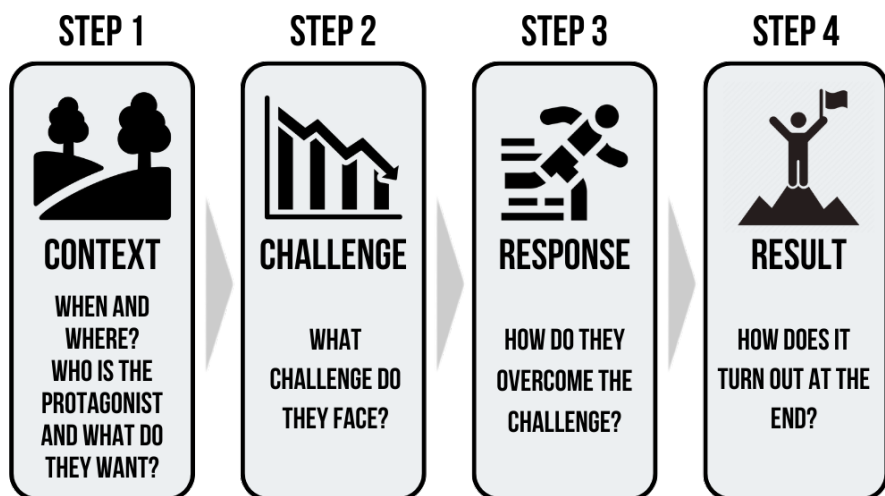 STEP 1
STEP 2
STEP 3
STEP 4
CONTEXT
WHEN AND
WHERE?
WHO IS THE
PROTAGONIST
AND WHAT DO
THEY WANT?
CHALLENGE
WHAT
CHALLENGE DO
THEY FACE?
RESPONSE
HOW DO THEY
OVERCOME THE
CHALLENGE?
RESULT
HOW DOES IT
TURN OUT AT THE
END?